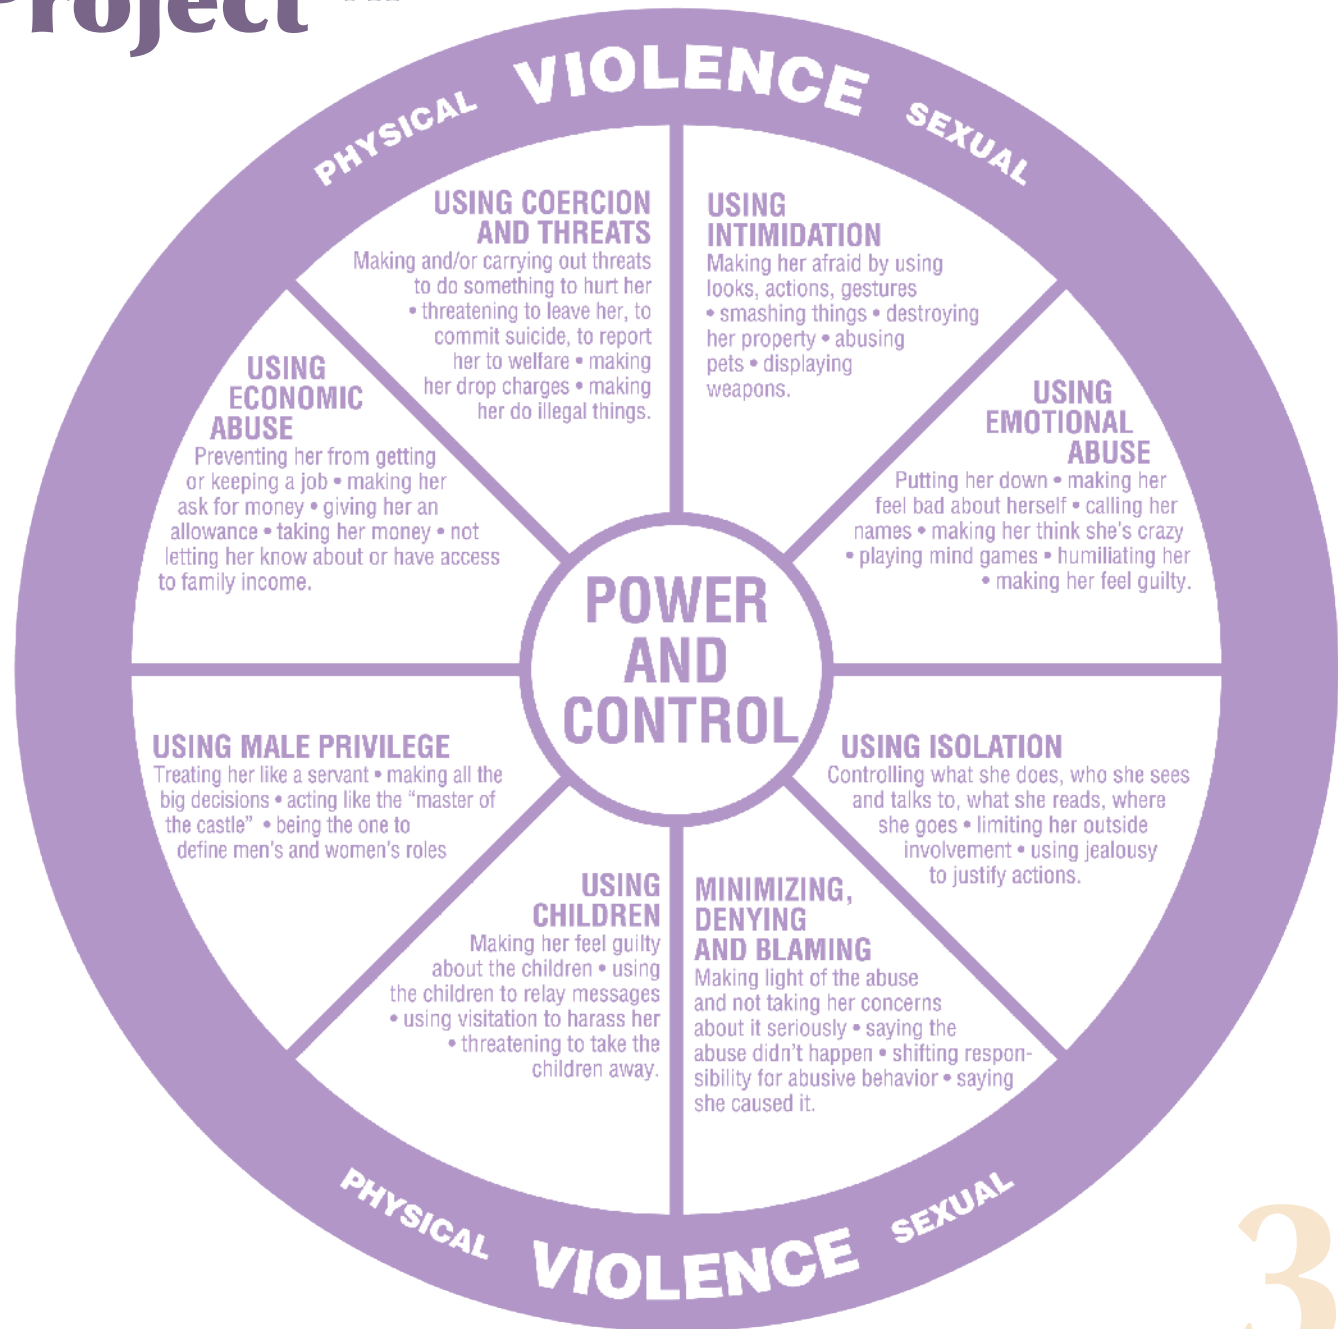 Project
PHYSICAL VIOLENCE SEXUAL
USING COERCION
AND THREATS
Making and/or carrying out threats
to do something to hurt her
• threatening to leave her, to
commit suicide, to report
her to welfare • making
her drop charges • making
her do illegal things.
USING
INTIMIDATION
Making her afraid by using
looks, actions, gestures
• smashing things • destroying
her property • abusing
pets • displaying
weapons.
USING
EMOTIONAL
ABUSE
Putting her down • making her
feel bad about herself • calling her
names • making her think she's crazy
• playing mind games • humiliating her
• making her feel guilty.
USING ISOLATION
Controlling what she does, who she sees
and talks to, what she reads, where
she goes • limiting her outside
involvement • using jealousy
to justify actions.
MINIMIZING,
DENYING
AND BLAMING
Making light of the abuse
and not taking her concerns
about it seriously • saying the
abuse didn't happen • shifting respon-
sibility for abusive behavior • saying
she caused it.
USING
CHILDREN
Making her feel guilty
about the children • using
the children to relay messages
• using visitation to harass her
• threatening to take the
children away.
USING MALE PRIVILEGE
Treating her like a servant • making all the
big decisions • acting like the “master of
the castle” • being the one to
define men's and women's roles
USING
ECONOMIC
ABUSE
Preventing her from getting
or keeping a job • making her
ask for money • giving her an
allowance • taking her money • not
letting her know about or have access
to family income.
POWER
AND
CONTROL
PHYSICAL VIOLENCE SEXUAL
3